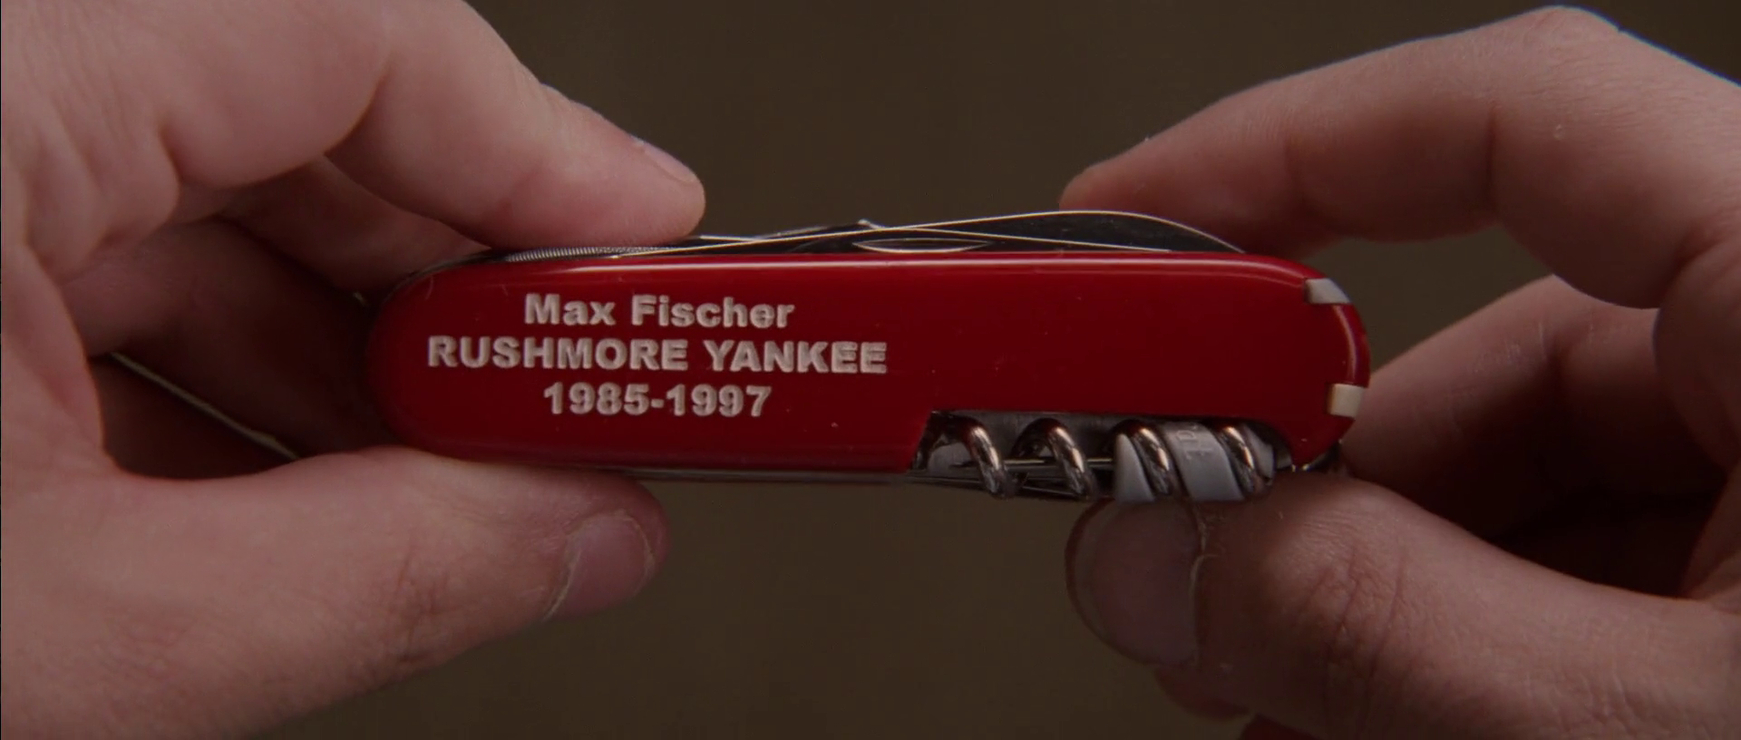 Max Fischer
RUSHMORE YANKEE
1985-1997